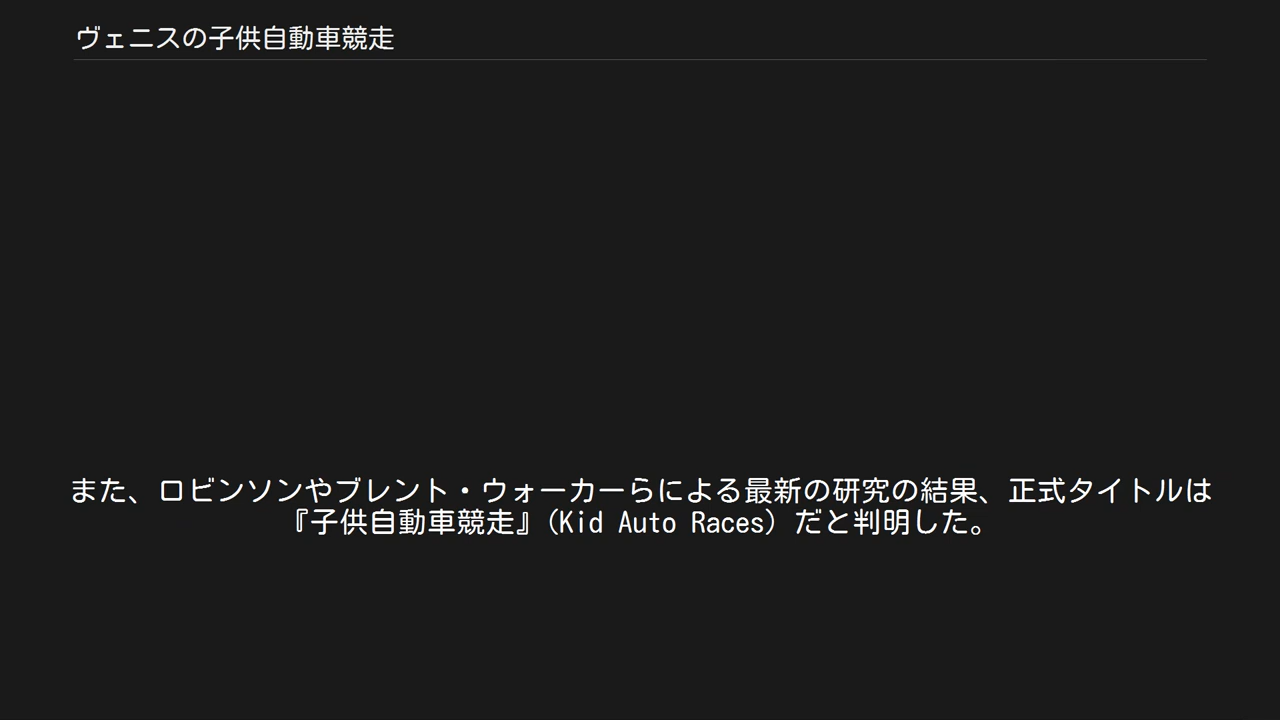 ヴェニスの子供自動車競走
また、ロビンソンやブレント・ウォーカーらによる最新の研究の結果、正式タイトルは
『子供自動車競走』(Kid Auto Races) だと判明した。